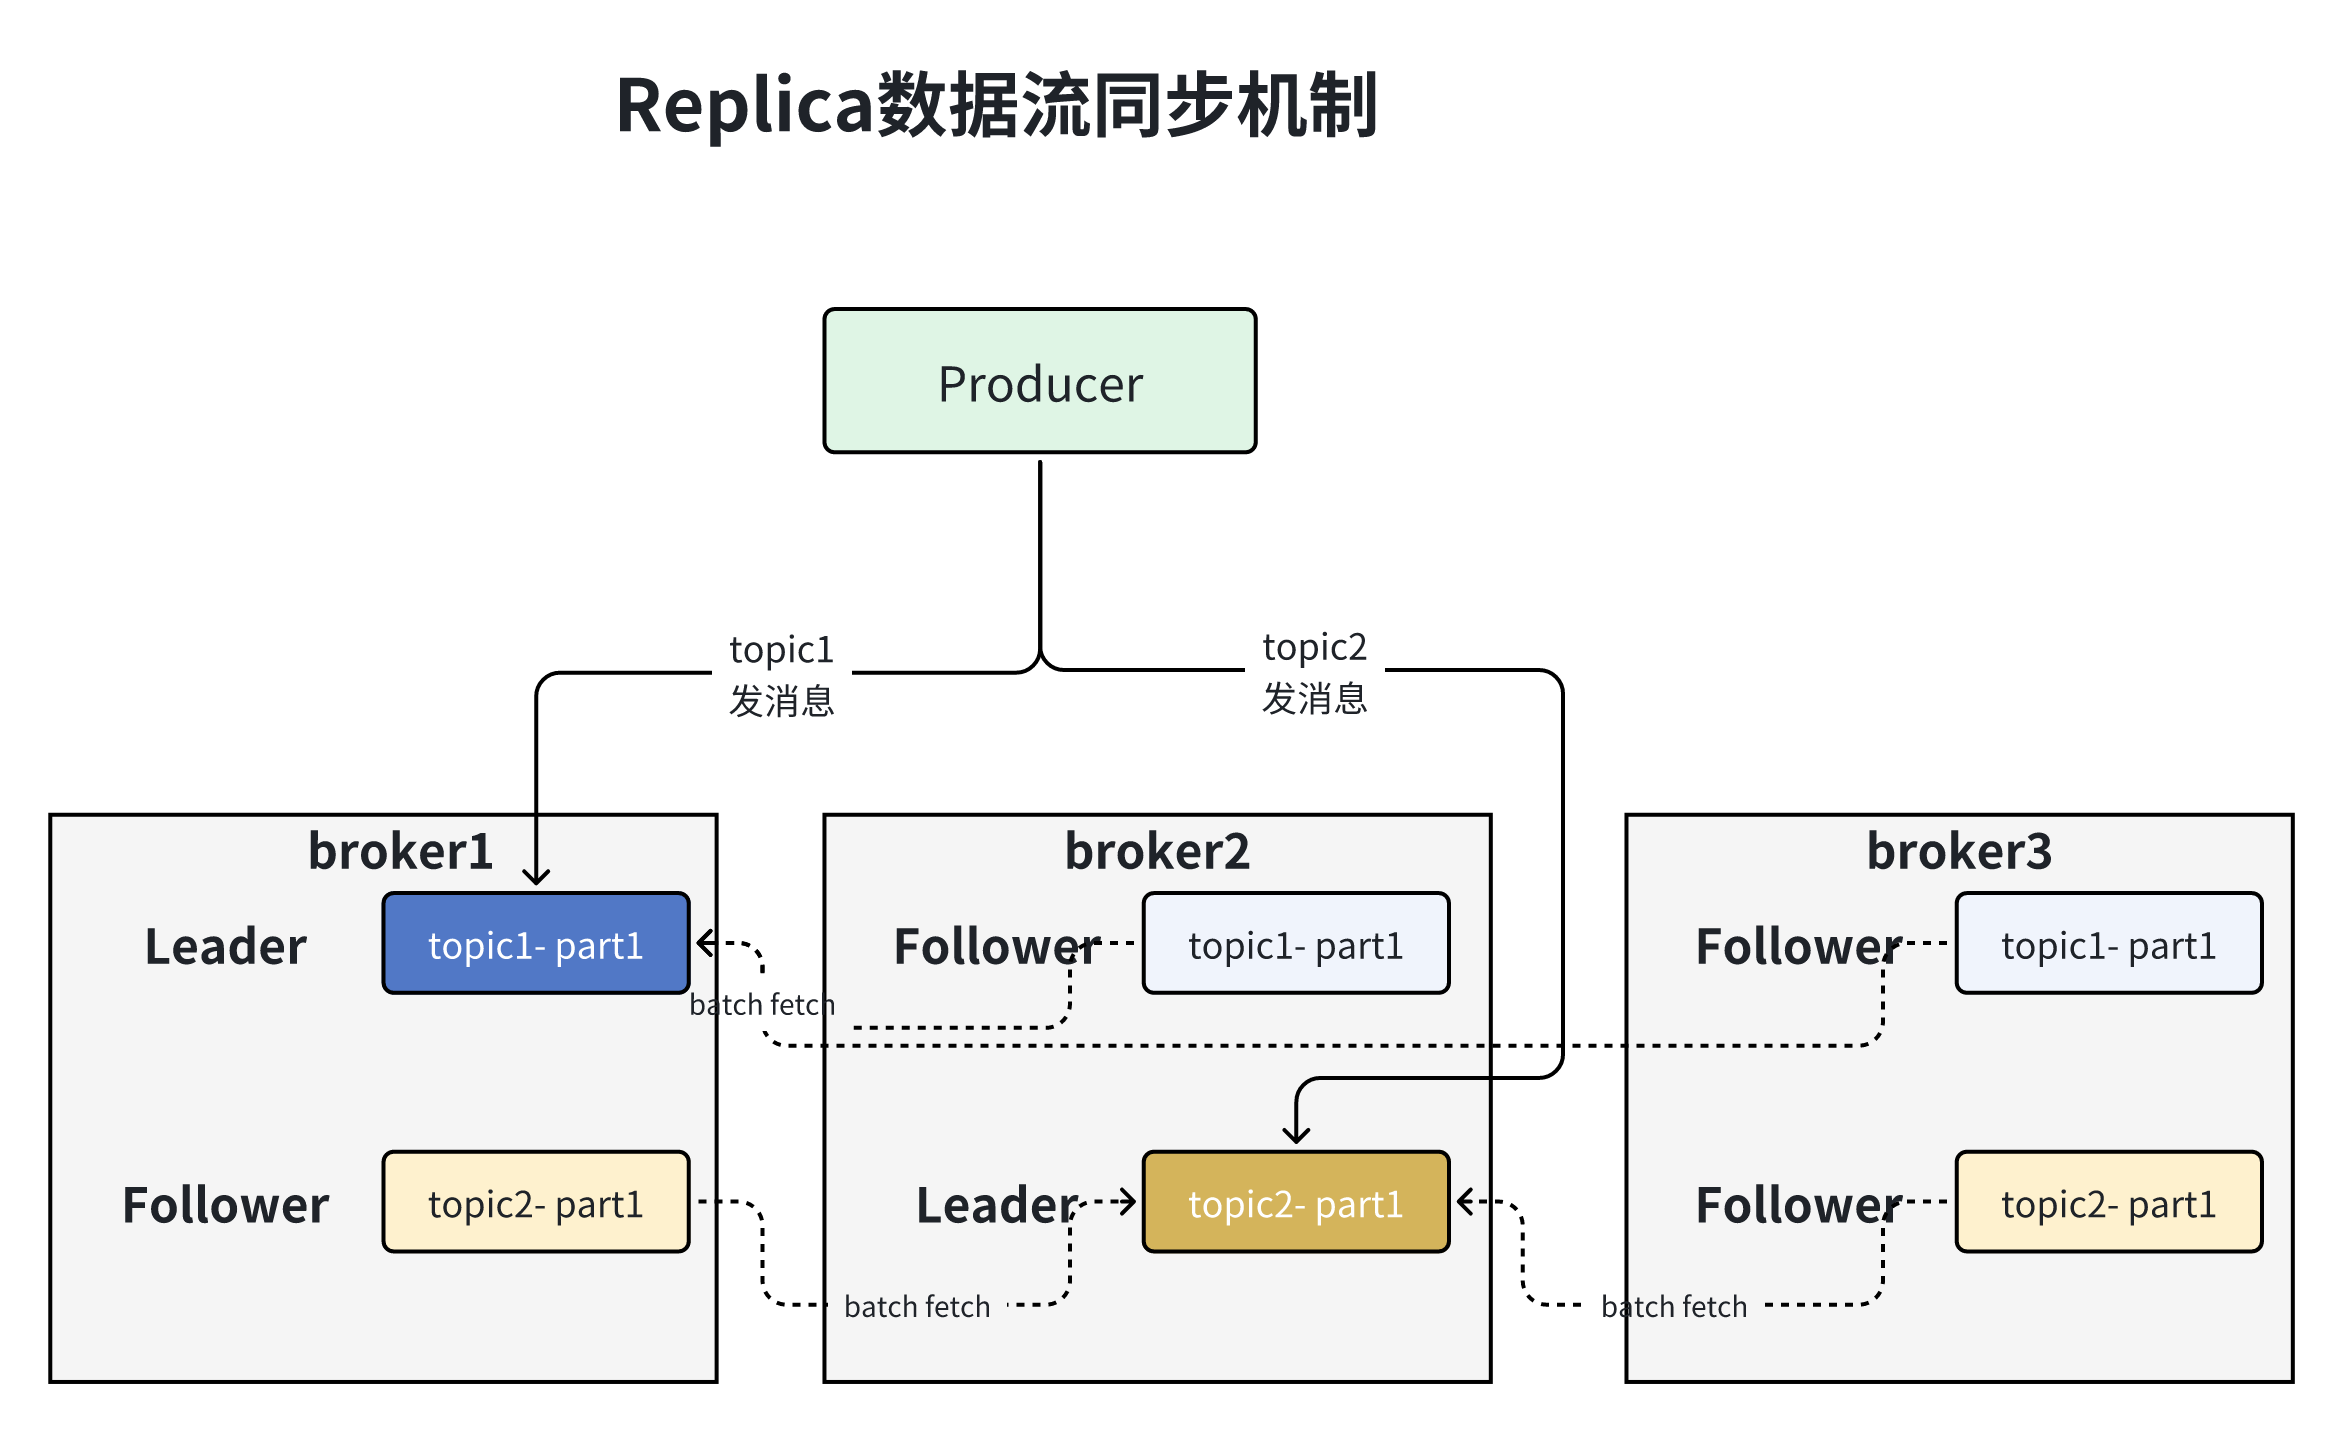 Replica数据流同步机制
Producer
topic1
发消息
topic2
发消息
broker1
broker2
broker3
Leader
topic1- part1
Follower
topic1- part1
Follower
topic1- part1
batch fetch
Follower
topic2- part1
Leader
topic2- part1
Follower
topic2- part1
batch fetch
batch fetch